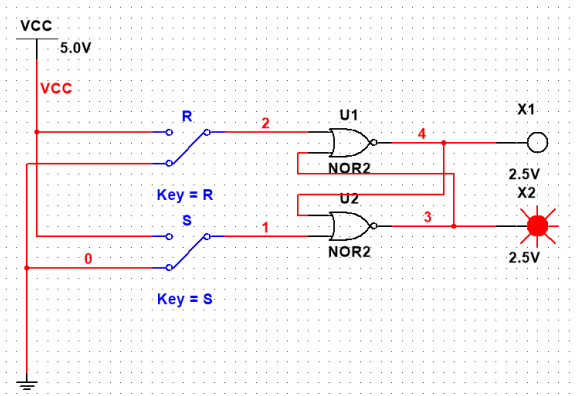 VCC
5.0V
VCC
R
2
U1
4
X1
NOR2
2.5V
Key = R
U2
X2
S
1
3
NOR2
2.5V
0
Key = S